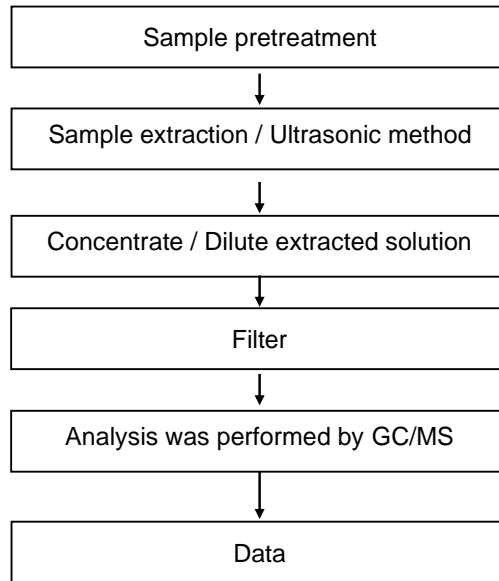 Sample pretreatment
Sample extraction / Ultrasonic method
Concentrate / Dilute extracted solution
Filter
Analysis was performed by GC/MS
Data